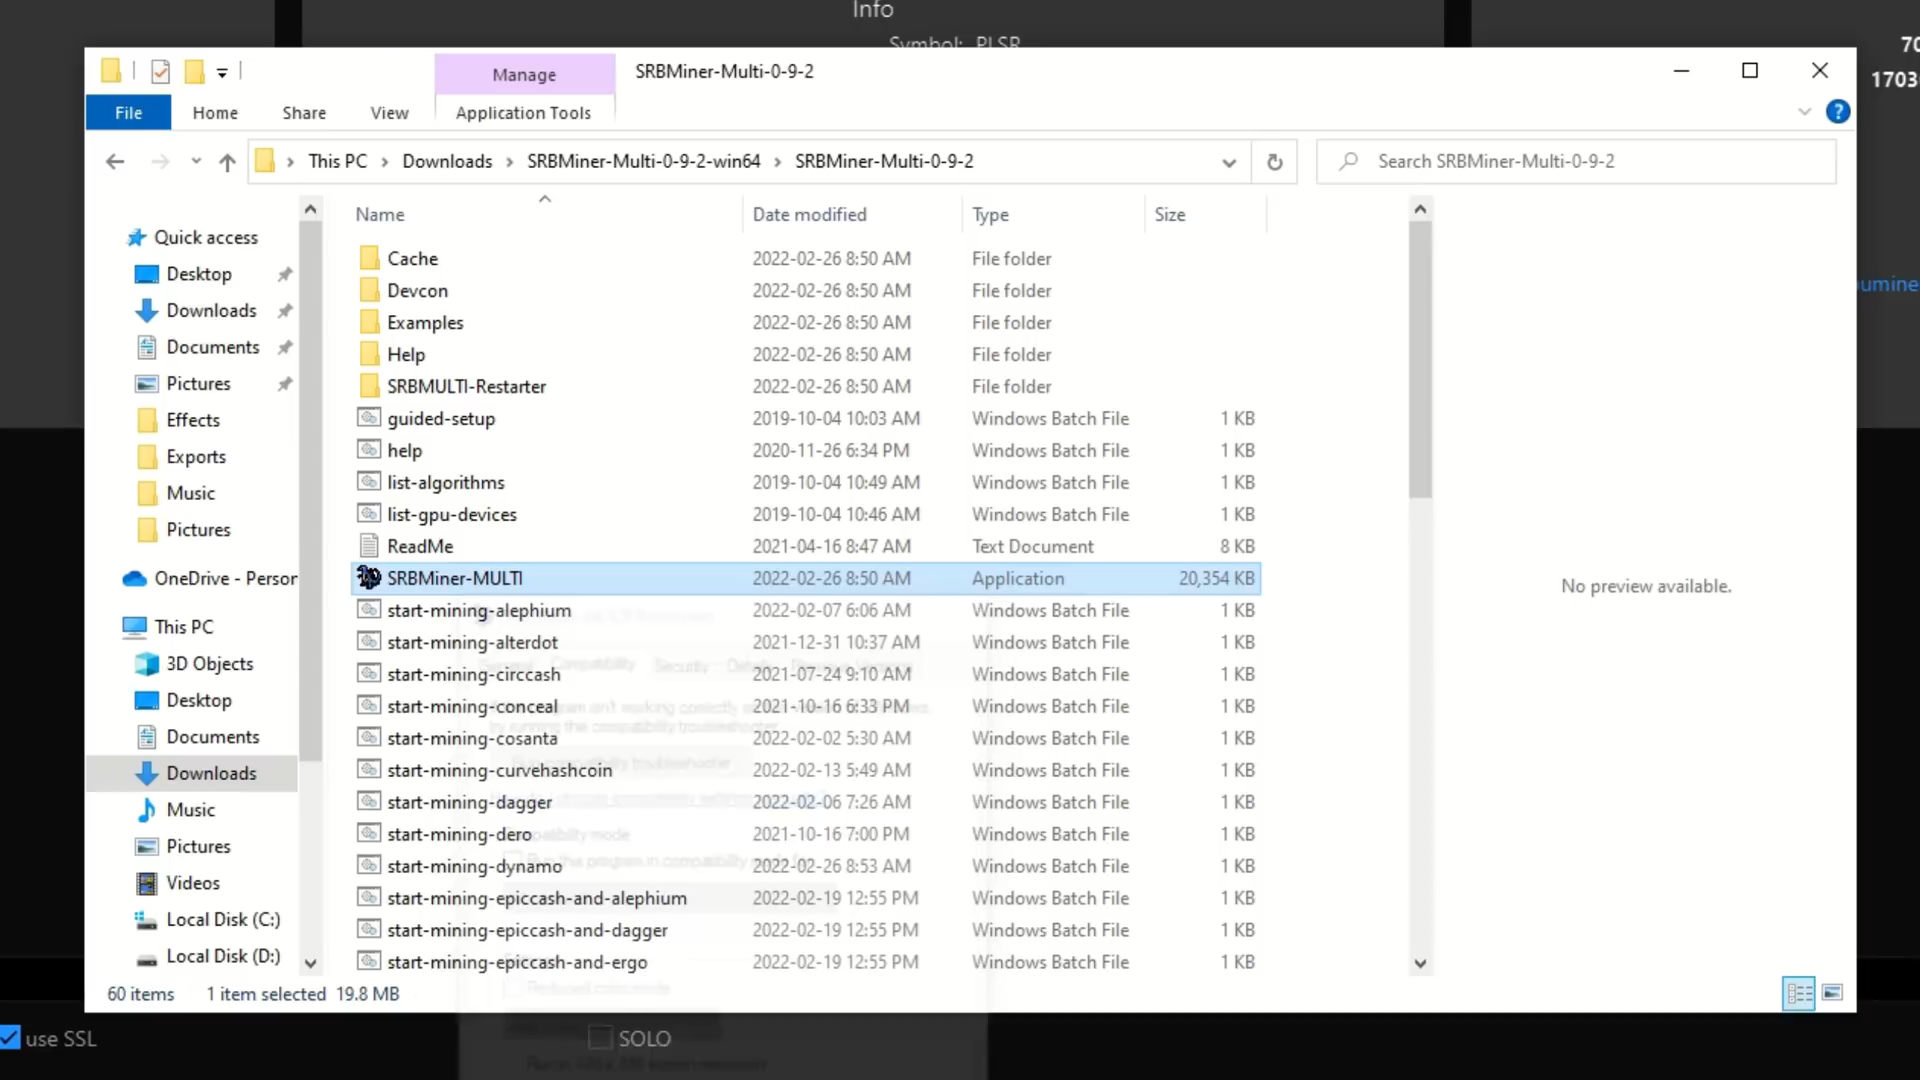 Info
Symbol: PLSR
70
1703
Manage
SRBMiner-Multi-0-9-2
File
Home
Share
View
Application Tools
This PC
Downloads
SRBMiner-Multi-0-9-2-win64
SRBMiner-Multi-0-9-2
Search SRBMiner-Multi-0-9-2
Name
Date modified
Type
Size
Quick access
Desktop
Downloads
Documents
Pictures
Effects
Exports
Music
Pictures
OneDrive - Person
This PC
3D Objects
Desktop
Documents
Downloads
Music
Pictures
Videos
Local Disk (C:)
Local Disk (D:)
Cache 2022-02-26 8:50 AM File folder
Devcon 2022-02-26 8:50 AM File folder
Examples 2022-02-26 8:50 AM File folder
Help 2022-02-26 8:50 AM File folder
SRBMULTI-Restarter 2022-02-26 8:50 AM File folder
guided-setup 2019-10-04 10:03 AM Windows Batch File 1 KB
help 2020-11-26 6:34 PM Windows Batch File 1 KB
list-algorithms 2019-10-04 10:49 AM Windows Batch File 1 KB
list-gpu-devices 2019-10-04 10:46 AM Windows Batch File 1 KB
ReadMe 2021-04-16 8:47 AM Text Document 8 KB
SRBMiner-MULTI 2022-02-26 8:50 AM Application 20,354 KB
start-mining-alephium 2022-02-07 6:06 AM Windows Batch File 1 KB
start-mining-alterdot 2021-12-31 10:37 AM Windows Batch File 1 KB
start-mining-circcash 2021-07-24 9:10 AM Windows Batch File 1 KB
start-mining-conceal 2021-10-16 6:33 PM Windows Batch File 1 KB
start-mining-cosanta 2022-02-02 5:30 AM Windows Batch File 1 KB
start-mining-curvehashcoin 2022-02-13 5:49 AM Windows Batch File 1 KB
start-mining-dagger 2022-02-06 7:26 AM Windows Batch File 1 KB
start-mining-dero 2021-10-16 7:00 PM Windows Batch File 1 KB
start-mining-dynamo 2022-02-26 8:53 AM Windows Batch File 1 KB
start-mining-epiccash-and-alephium 2022-02-19 12:55 PM Windows Batch File 1 KB
start-mining-epiccash-and-dagger 2022-02-19 12:55 PM Windows Batch File 1 KB
start-mining-epiccash-and-ergo 2022-02-19 12:55 PM Windows Batch File 1 KB
No preview available.
umine
60 items 1 item selected 19.8 MB
use SSL
SOLO